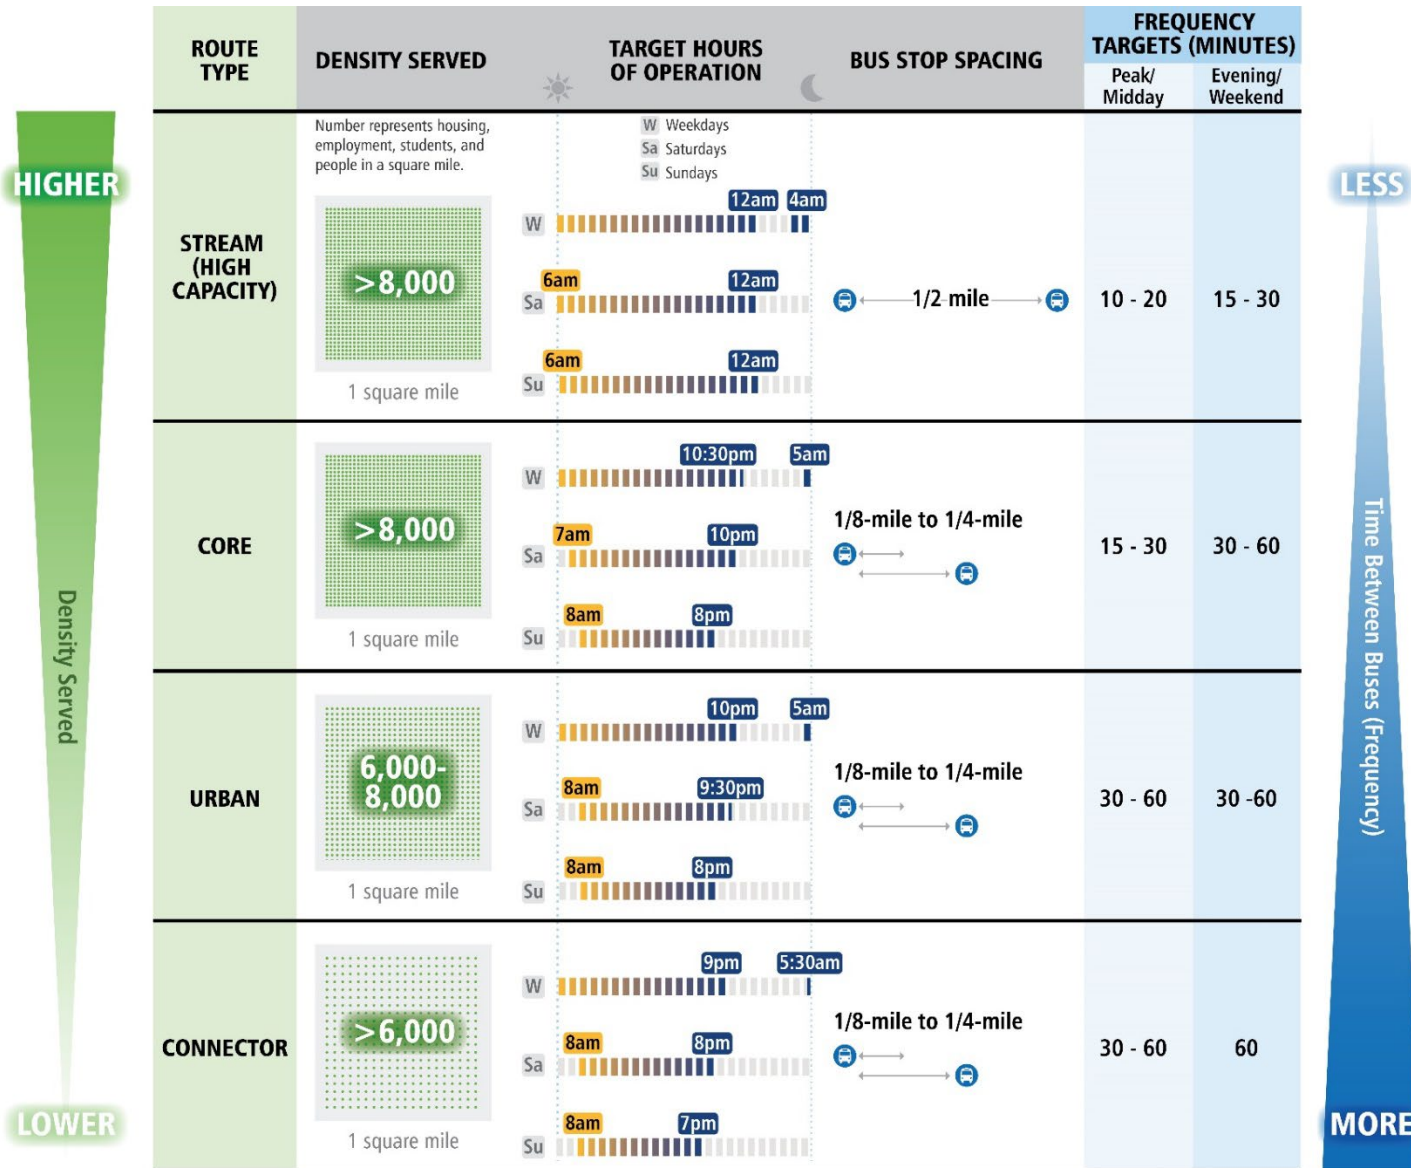 ROUTE
TYPE
DENSITY SERVED
TARGET HOURS
OF OPERATION
BUS STOP SPACING
FREQUENCY
TARGETS (MINUTES)
Peak/
Midday
Evening/
Weekend
HIGHER
Density Served
LOWER
Number represents housing,
employment, students, and
people in a square mile.
W Weekdays
Sa Saturdays
Su Sundays
STREAM
(HIGH
CAPACITY)
>8,000
1 square mile
12am 4am
W
6am 12am
Sa
6am 12am
Su
1/2 mile
10 - 20
15 - 30
CORE
>8,000
1 square mile
10:30pm 5am
W
7am 10pm
Sa
8am 8pm
Su
1/8-mile to 1/4-mile
15 - 30
30 - 60
URBAN
6,000-
8,000
1 square mile
10pm 5am
W
8am 9:30pm
Sa
8am 8pm
Su
1/8-mile to 1/4-mile
30 - 60
30 -60
CONNECTOR
>6,000
1 square mile
9pm 5:30am
W
8am 8pm
Sa
8am 7pm
Su
1/8-mile to 1/4-mile
30 - 60
60
LESS
Time Between Buses (Frequency)
MORE